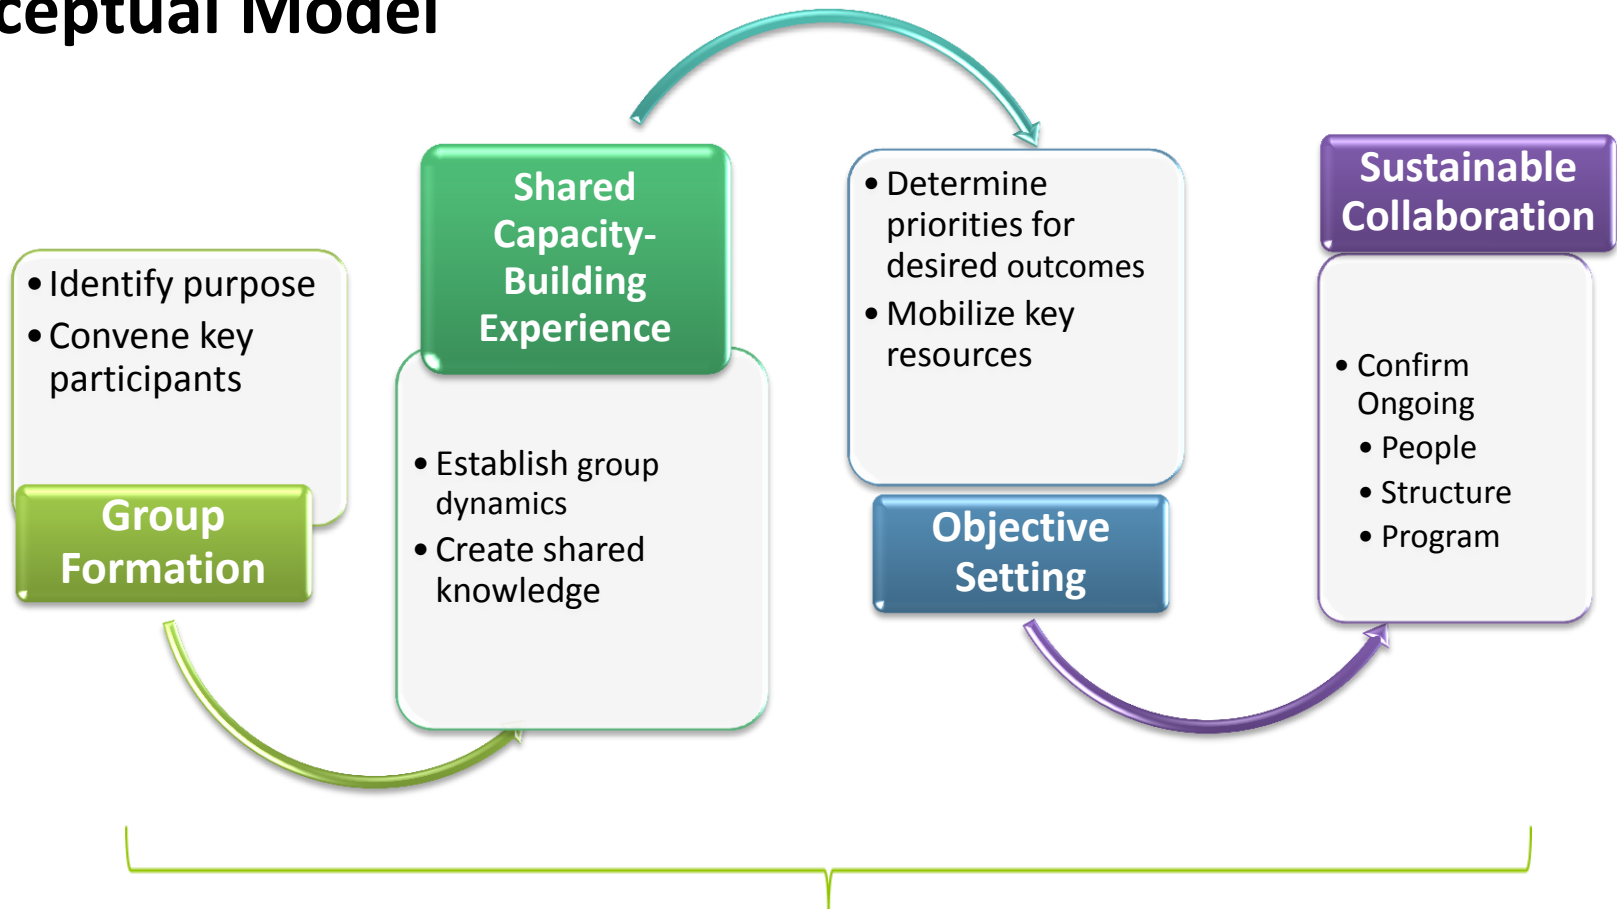 ceptual Model
• Identify purpose
• Convene key
participants
Group
Formation
Shared
Capacity-
Building
Experience
• Establish group
dynamics
• Create shared
knowledge
• Determine
priorities for
desired outcomes
• Mobilize key
resources
Objective
Setting
Sustainable
Collaboration
• Confirm
Ongoing
• People
• Structure
• Program